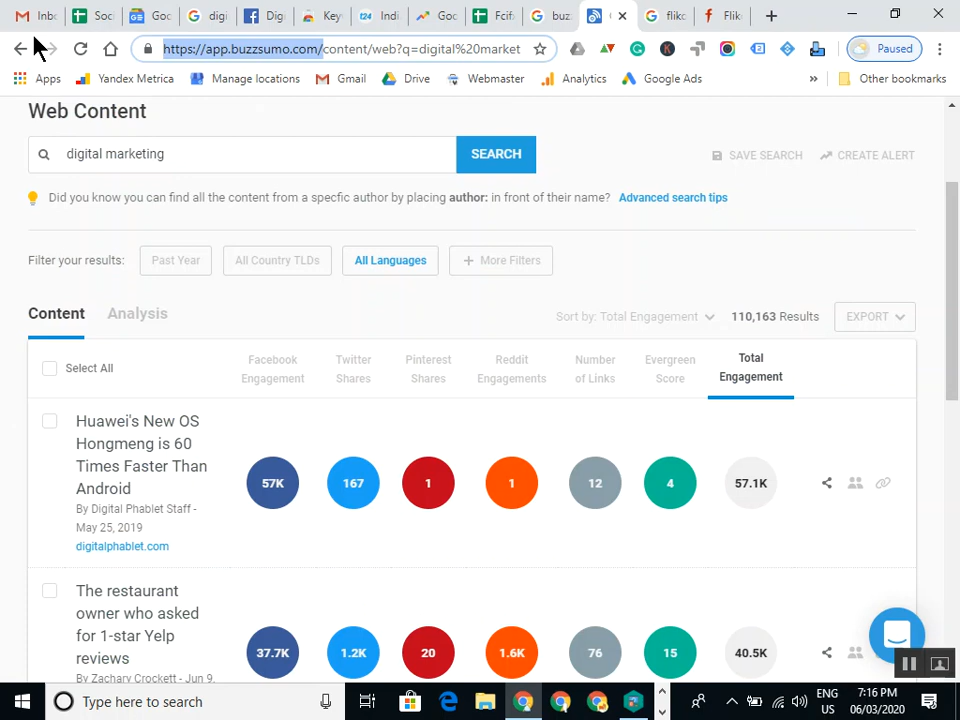 Inbo
Soci
Goo
digi
Digi
Key
Indi
Goo
Fcifa
buz
fliko
Flike
https://app.buzzsumo.com/content/web?q=digital%20market
Paused
Apps
Yandex Metrica
Manage locations
Gmail
Drive
Webmaster
Analytics
Google Ads
»
Other bookmarks
Web Content
digital marketing
SEARCH
SAVE SEARCH
CREATE ALERT
Did you know you can find all the content from a specfic author by placing author: in front of their name? Advanced search tips
Filter your results:
Past Year
All Country TLDs
All Languages
+ More Filters
Content
Analysis
Sort by: Total Engagement
110,163 Results
EXPORT
Select All
Facebook
Engagement
Twitter
Shares
Pinterest
Shares
Reddit
Engagements
Number
of Links
Evergreen
Score
Total
Engagement
Huawei's New OS
Hongmeng is 60
Times Faster Than
Android
By Digital Phablet Staff -
May 25, 2019
digitalphablet.com
57K
167
1
1
12
4
57.1K
The restaurant
owner who asked
for 1-star Yelp
reviews
By Zachary Crockett - Jun 9,
37.7K
1.2K
20
1.6K
76
15
40.5K
Type here to search
ENG
US
7:16 PM
06/03/2020